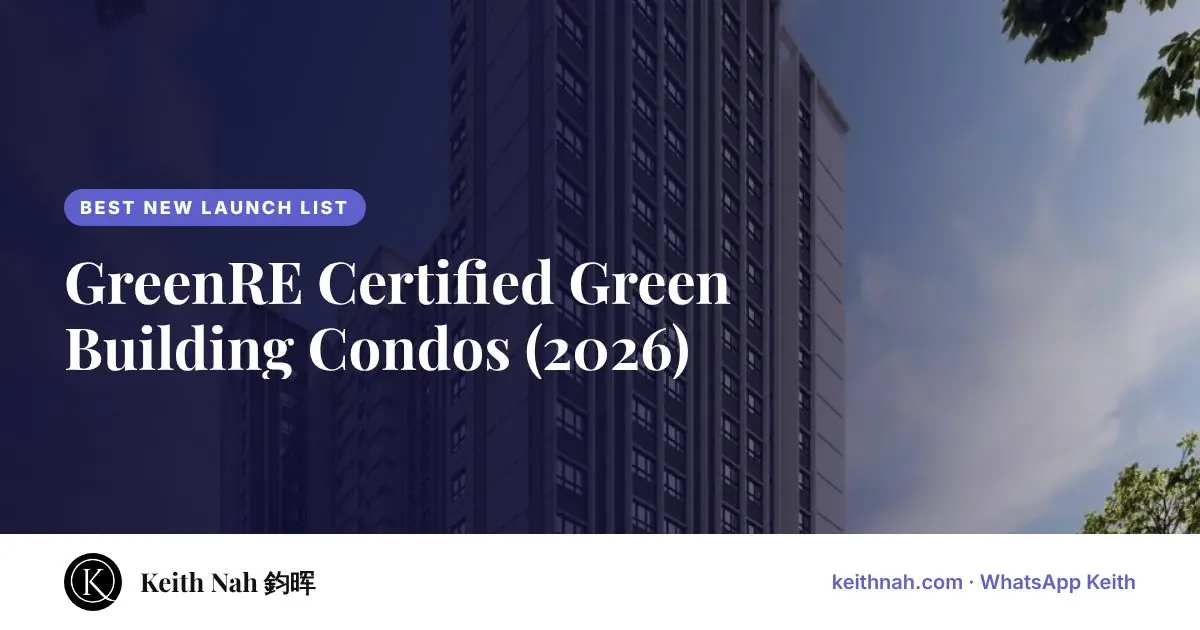 BEST NEW LAUNCH LIST
GreenRE Certified Green
Building Condos (2026)
K
Keith Nah 鈞晖
keithnah.com · WhatsApp Keith